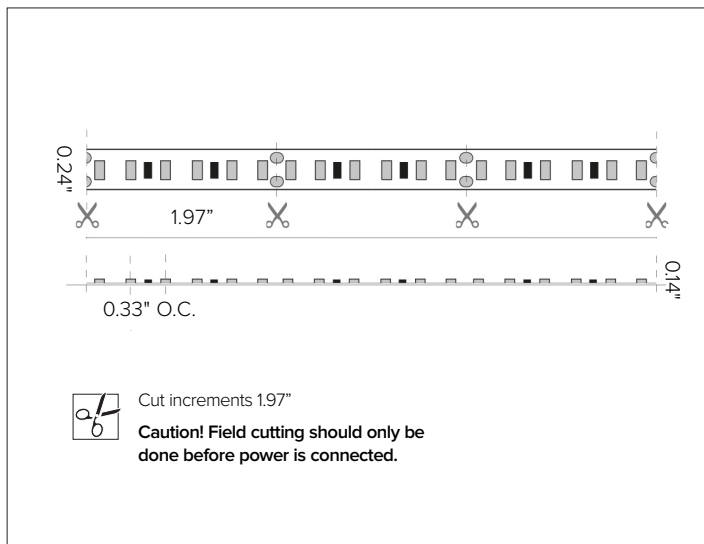 0.24"
1.97”
0.14"
0.33" O.C.
Cut increments 1.97”
Caution! Field cutting should only be
done before power is connected.